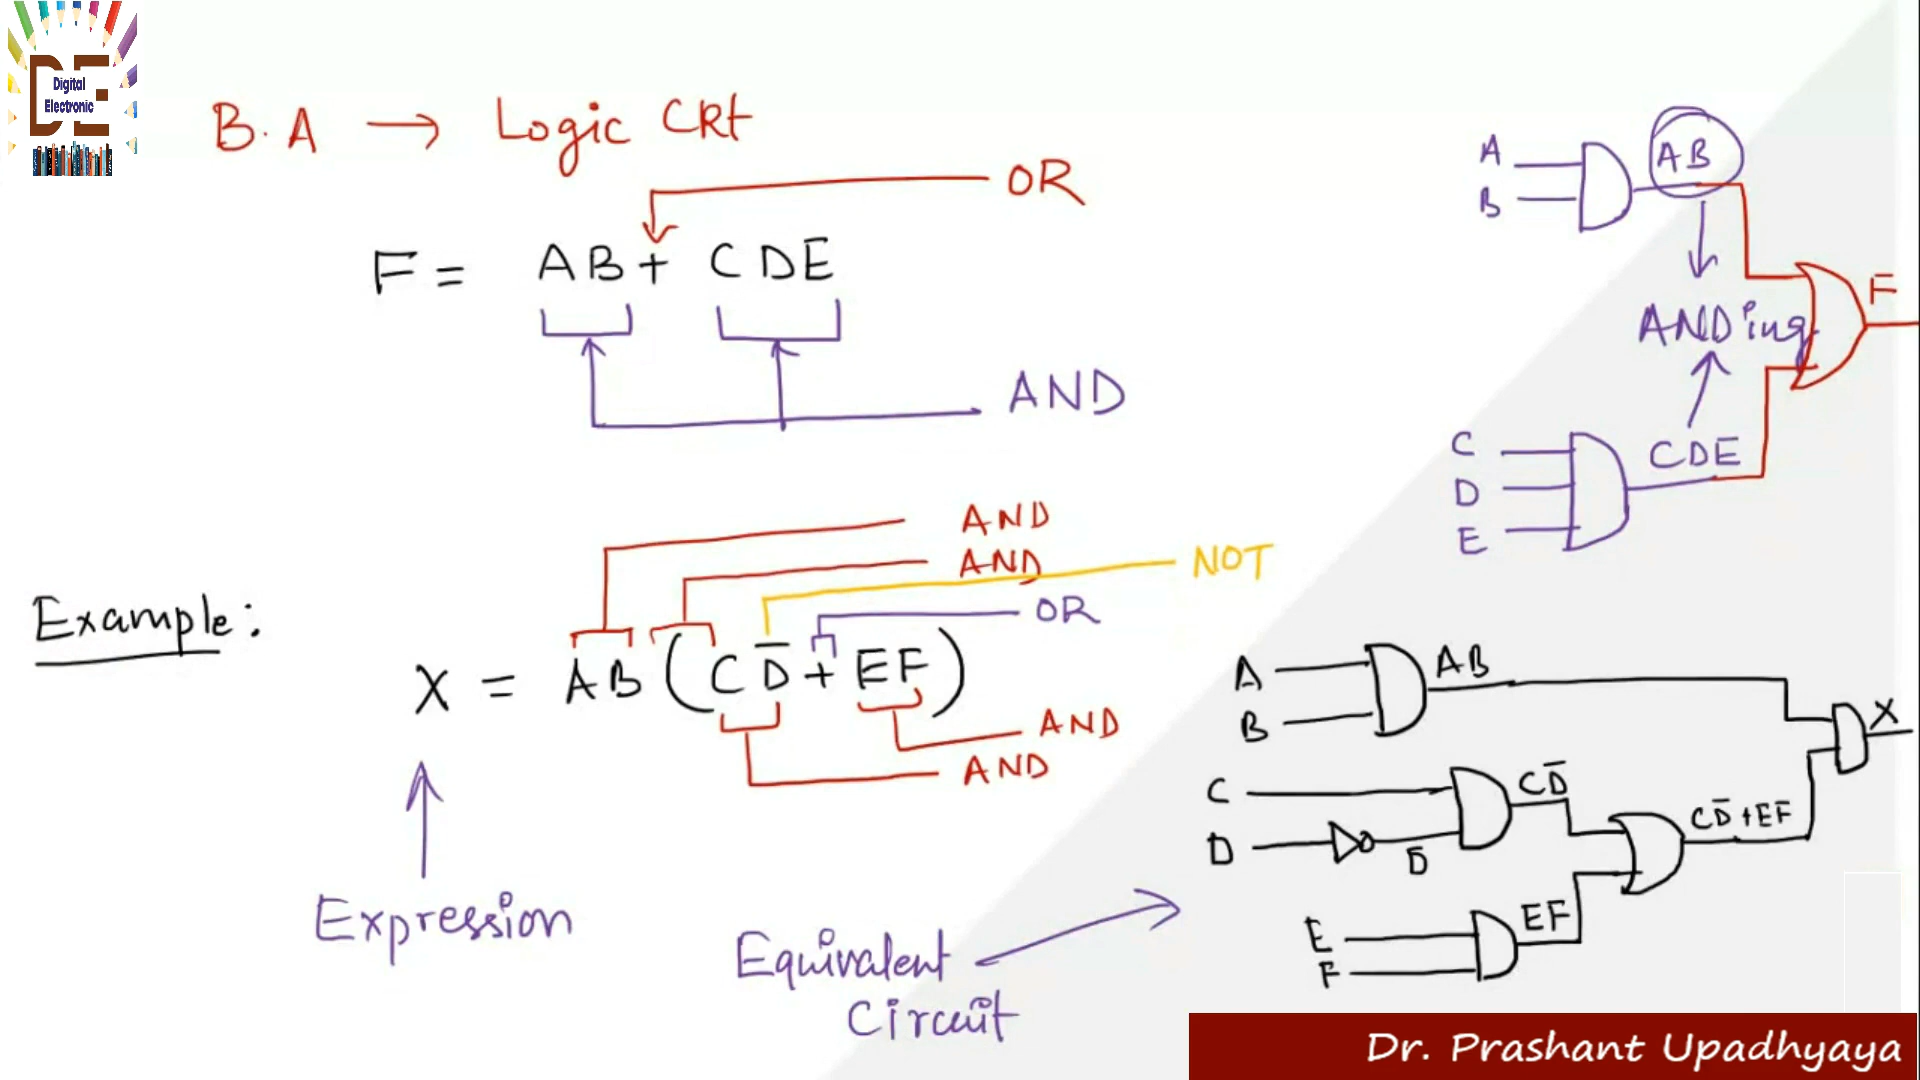 Digital
Electronic
B.A → Logic CRt
OR
F = AB + CDE
AND
A
B
AB
ANDing
F
C
D
E
CDE
Example:
AND
AND
NOT
OR
X = AB (CD̅ + EF)
AND
AND
Expression
Equivalent
Circuit
A
B
AB
X
C
D
D̅
CD̅
CD̅+EF
E
F
EF
Dr. Prashant Upadhyaya